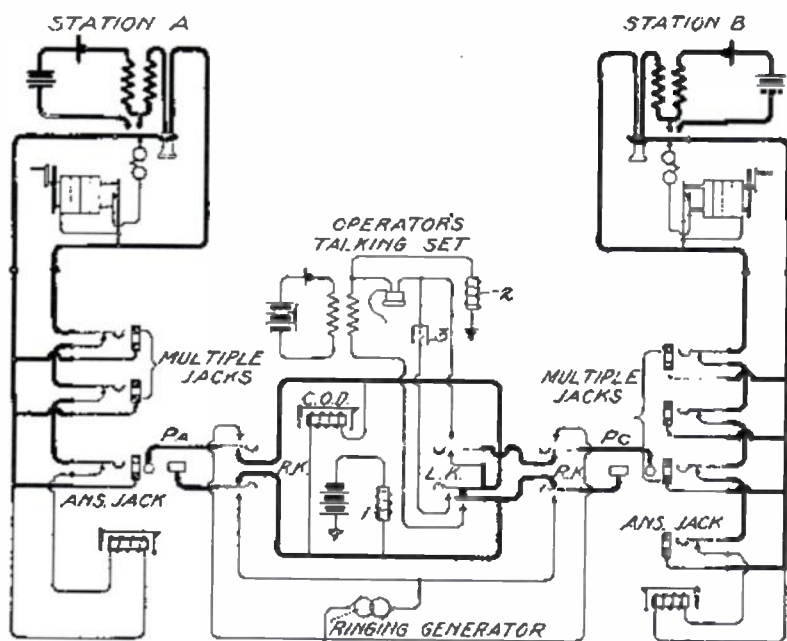 STATION A
STATION B
OPERATOR'S
TALKING SET
2
3
MULTIPLE
JACKS
MULTIPLE
JACKS
C.O.D.
PA
PC
R.K.
L.K.
R.K.
1
ANS. JACK
ANS. JACK
RINGING GENERATOR